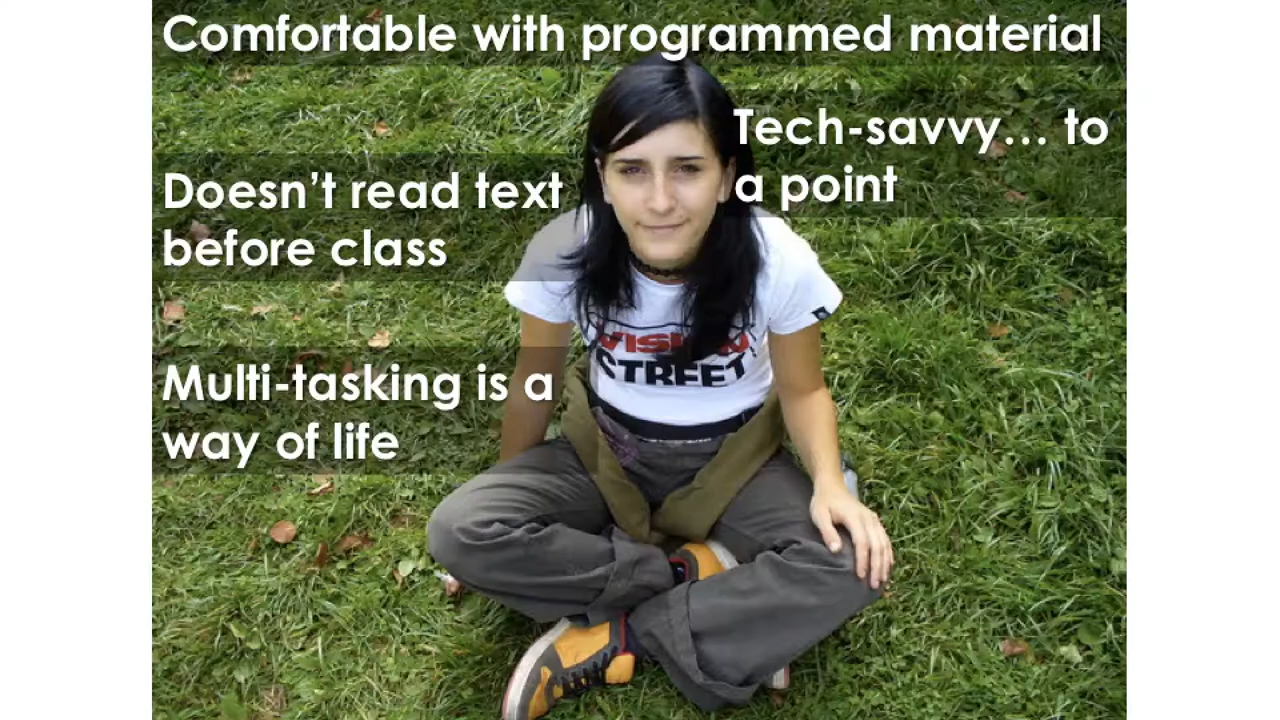 Comfortable with programmed material
Tech-savvy… to
a point
Doesn’t read text
before class
Multi-tasking is a
way of life
VISION
STREET